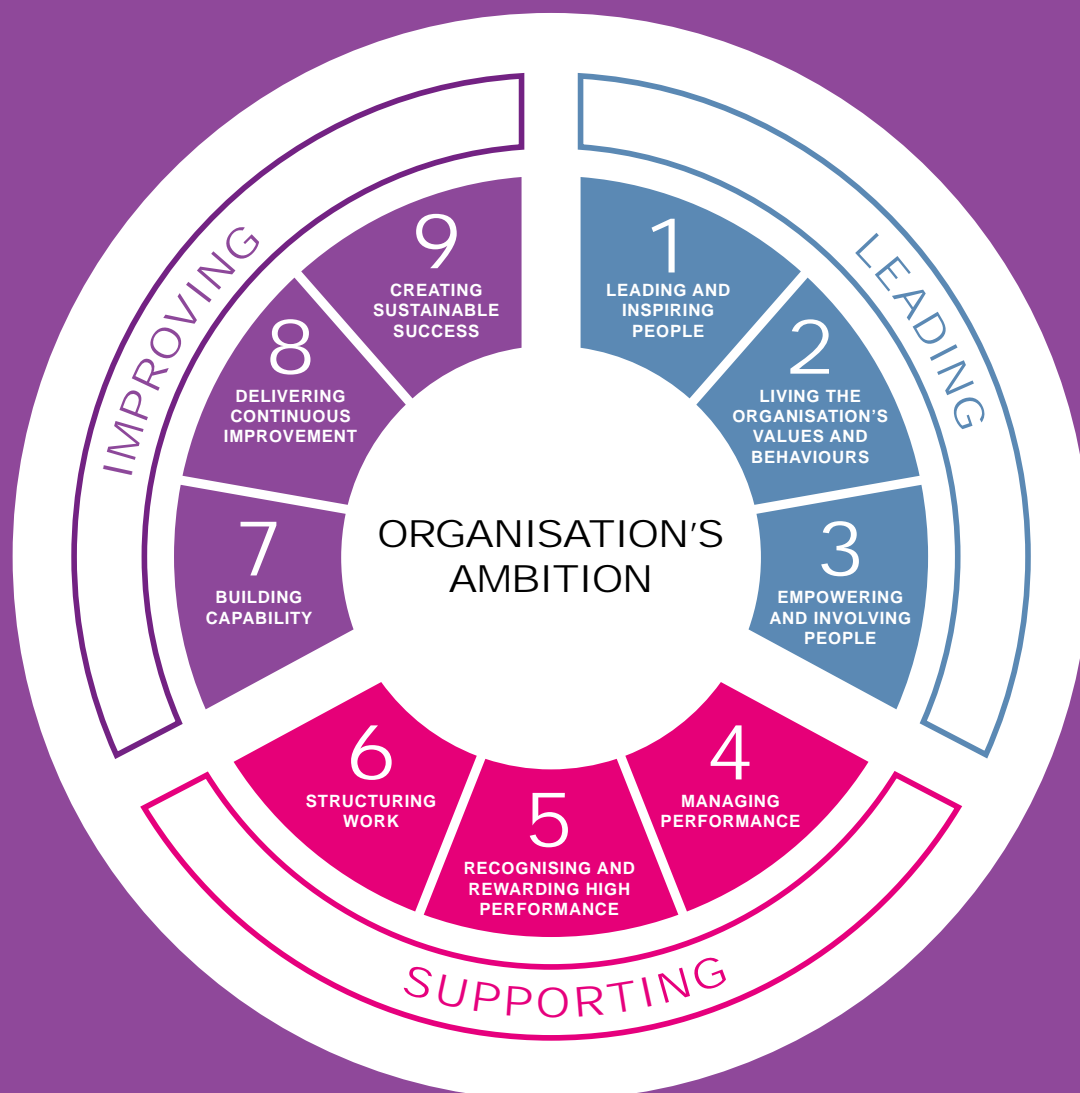 LEADING
1
LEADING AND
INSPIRING
PEOPLE
2
LIVING THE
ORGANISATION'S
VALUES AND
BEHAVIOURS
3
EMPOWERING
AND INVOLVING
PEOPLE
SUPPORTING
4
MANAGING
PERFORMANCE
5
RECOGNISING AND
REWARDING HIGH
PERFORMANCE
6
STRUCTURING
WORK
IMPROVING
7
BUILDING
CAPABILITY
8
DELIVERING
CONTINUOUS
IMPROVEMENT
9
CREATING
SUSTAINABLE
SUCCESS
ORGANISATION'S
AMBITION